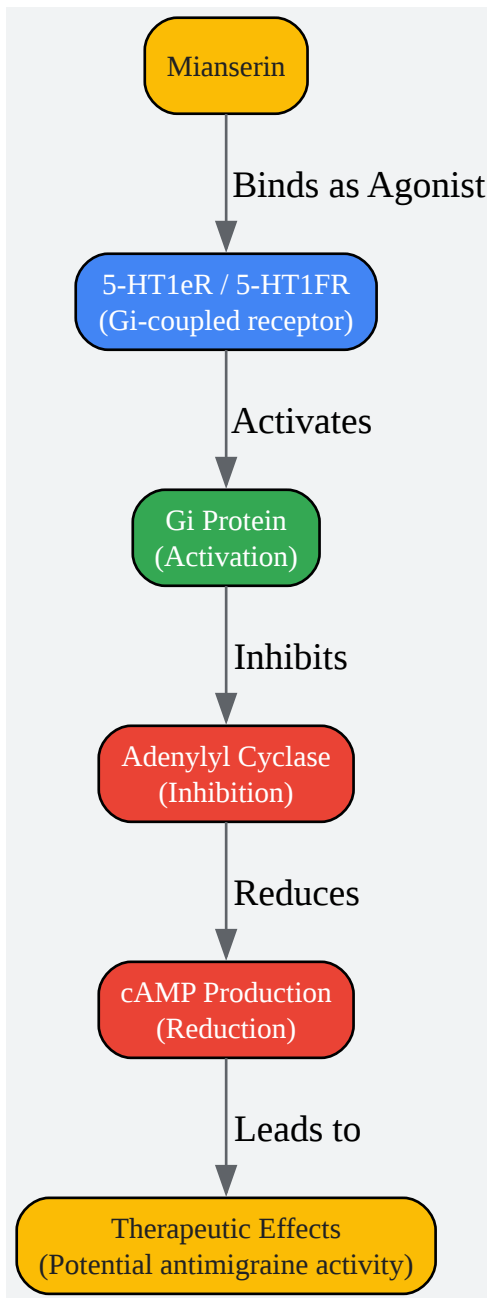 Mianserin
Binds as Agonist
5-HT1eR / 5-HT1FR
(Gi-coupled receptor)
Activates
Gi Protein
(Activation)
Inhibits
Adenylyl Cyclase
(Inhibition)
Reduces
cAMP Production
(Reduction)
Leads to
Therapeutic Effects
(Potential antimigraine activity)